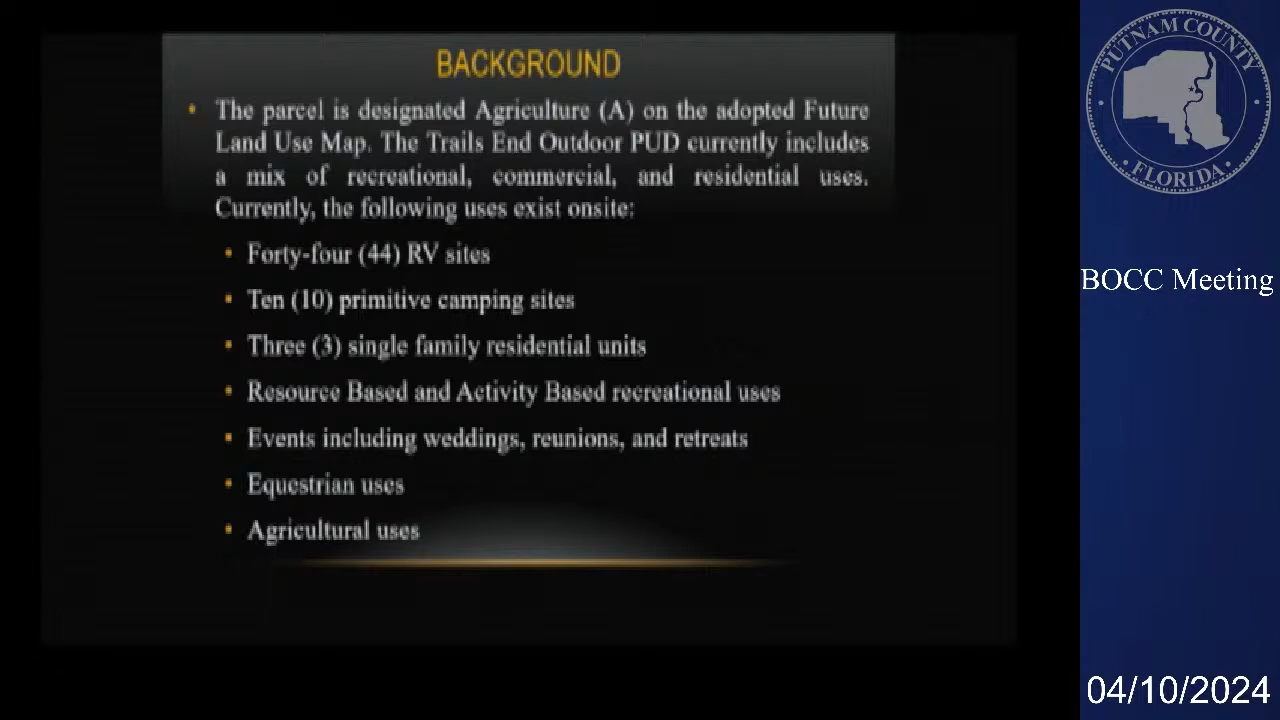 BACKGROUND
• The parcel is designated Agriculture (A) on the adopted Future
Land Use Map. The Trails End Outdoor PUD currently includes
a mix of recreational, commercial, and residential uses.
Currently, the following uses exist onsite:
• Forty-four (44) RV sites
• Ten (10) primitive camping sites
• Three (3) single family residential units
• Resource Based and Activity Based recreational uses
• Events including weddings, reunions, and retreats
• Equestrian uses
• Agricultural uses
PUTNAM COUNTY
• FLORIDA •
BOCC Meeting
04/10/2024